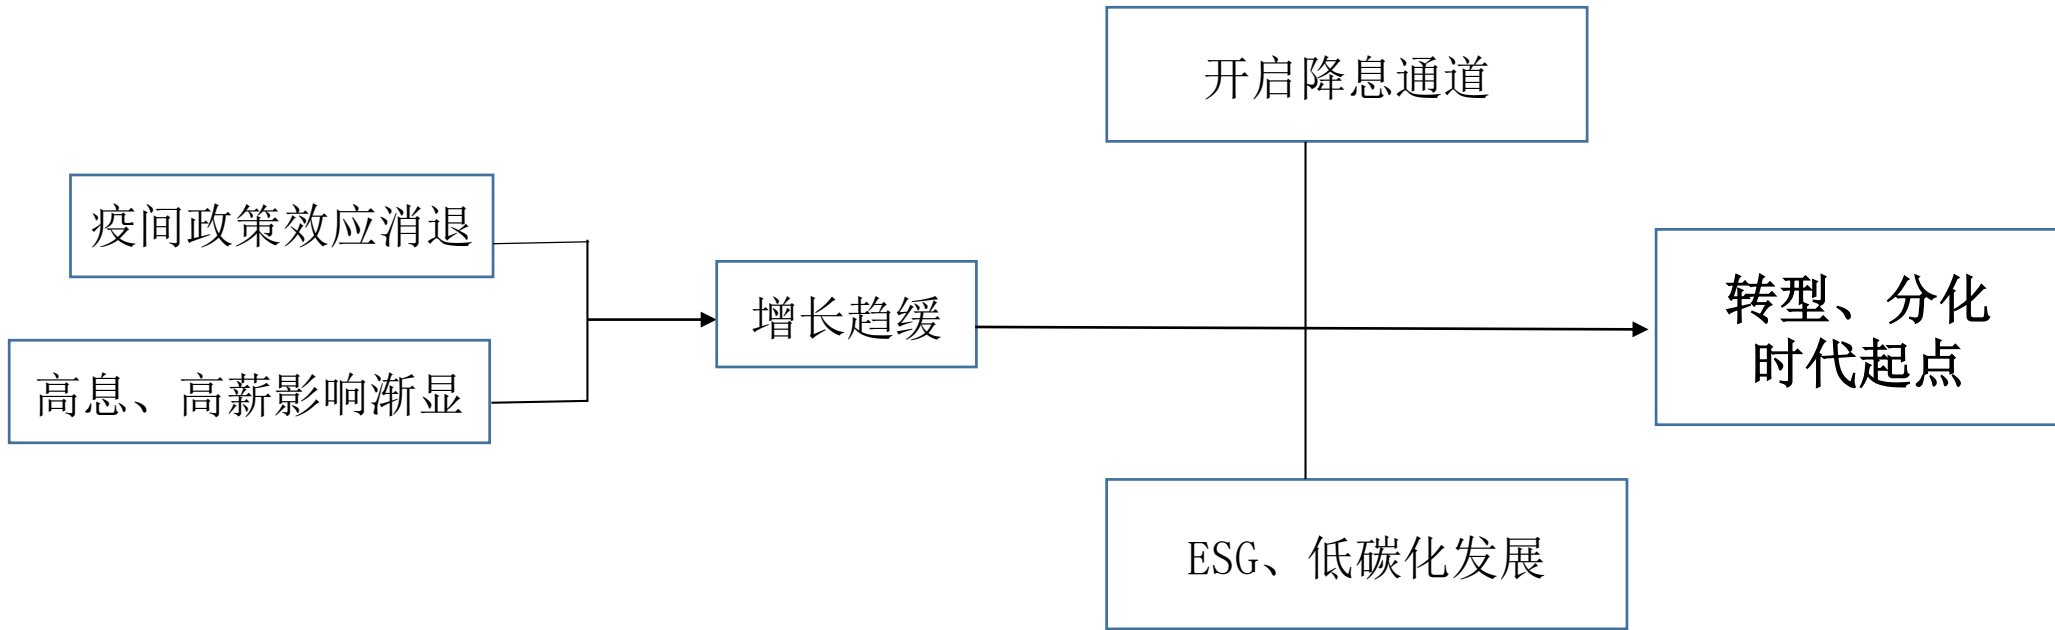 开启降息通道
疫间政策效应消退
增长趋缓
高息、高薪影响渐显
转型、分化
时代起点
ESG、低碳化发展